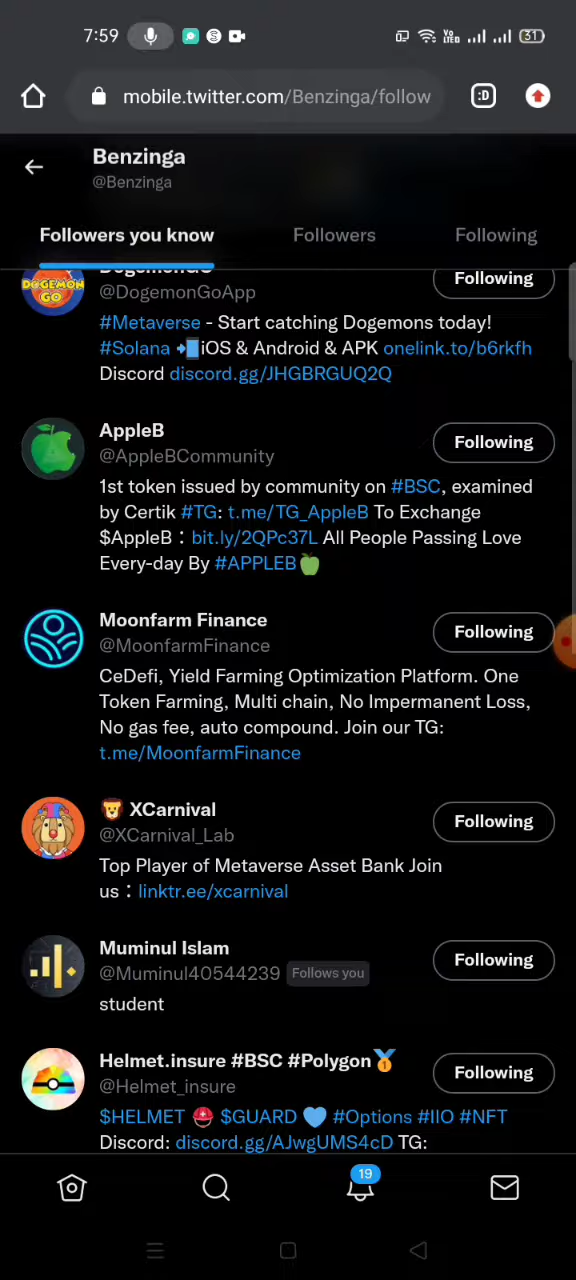 7:59
Vo
LTE
31
mobile.twitter.com/Benzinga/follow
:D
Benzinga
@Benzinga
Followers you know Followers Following
DogemonGo
DOGEMON
GO
Following
@DogemonGoApp
#Metaverse - Start catching Dogemons today!
#Solana 📲iOS & Android & APK onelink.to/b6rkfh
Discord discord.gg/JHGBRGUQ2Q
AppleB
Following
@AppleBCommunity
1st token issued by community on #BSC, examined
by Certik #TG: t.me/TG_AppleB To Exchange
$AppleB：bit.ly/2QPc37L All People Passing Love
Every-day By #APPLEB🍏
Moonfarm Finance
Following
@MoonfarmFinance
CeDefi, Yield Farming Optimization Platform. One
Token Farming, Multi chain, No Impermanent Loss,
No gas fee, auto compound. Join our TG:
t.me/MoonfarmFinance
🦁 XCarnival
Following
@XCarnival_Lab
Top Player of Metaverse Asset Bank Join
us：linktr.ee/xcarnival
Muminul Islam
Following
@Muminul40544239 Follows you
student
Helmet.insure #BSC #Polygon🥇
Following
@Helmet_insure
$HELMET ⛑️ $GUARD 💙 #Options #IIO #NFT
Discord: discord.gg/AJwgUMS4cD TG:
19